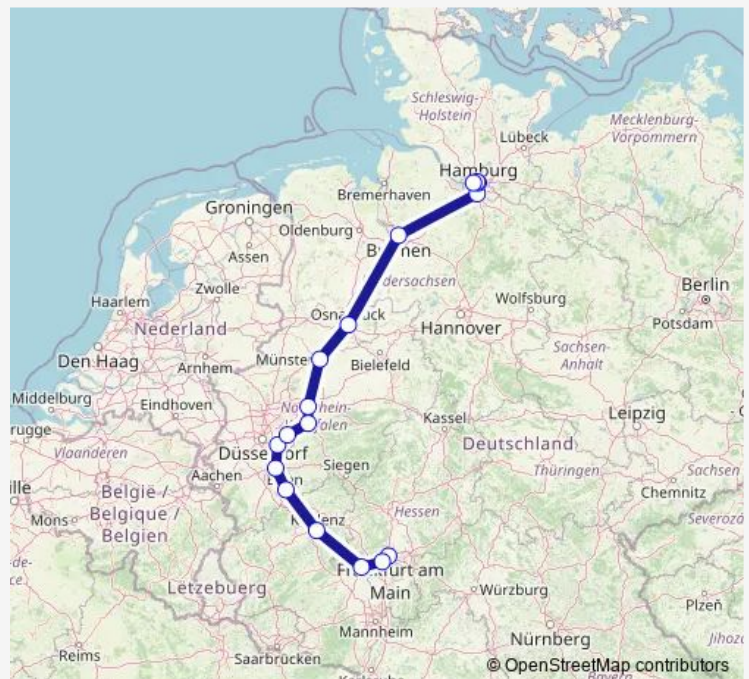 Schleswig-
Holstein
Mecklenburg-
Vorpommern
Lübeck
Hamburg
Bremerhaven
Groningen
Oldenburg
Assen
Zwolle
Berlin
Wolfsburg
Haarlem
Nederland
Hannover
Potsdam
Den Haag
Arnhem
Münster
Bielefeld
Sachsen-
Anhalt
Middelburg
Eindhoven
Kassel
Leipzig
Vlaanderen
Siegen
Deutschland
Aachen
Thüringen
Sachsen
België /
Belgique /
Belgien
Chemnitz
Mons
Hessen
Lëtzebuerg
Main
Würzburg
Plzeň
Mannheim
Nürnberg
Reims
Saarbrücken
© OpenStreetMap contributors